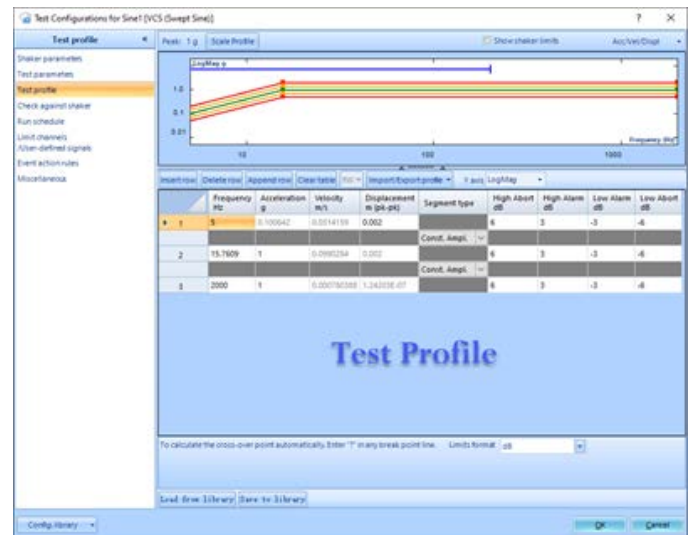 Test Configurations for Sine1 [VCS (Swept Sine)]
? X
Test profile «
Peak: 1 g Scale Profile Show shaker limits Acc/Vel/Displ
Shaker parameters
Test parameters
Test profile
Check against shaker
Run schedule
Limit channels
/User-defined signals
Event action rules
Miscellaneous
LogMag g
1.0
0.1
0.01
Frequency (Hz)
10 100 1000
Insert row Delete row Append row Clear table Import/Export profile Y axis LogMag
Frequency Hz Acceleration g Velocity m/s Displacement m (pk-pk) Segment type High Abort dB High Alarm dB Low Alarm dB Low Abort dB
1 5 0.100642 0.0314159 0.002 6 3 -3 -6
Const. Ampl.
2 15.7609 1 0.0990294 0.002 6 3 -3 -6
Const. Ampl.
3 2000 1 0.000780388 1.24203E-07 6 3 -3 -6
Test Profile
To calculate the cross-over point automatically. Enter "?" in any break point line. Limits format dB
Load from library Save to library
Config. library OK Cancel